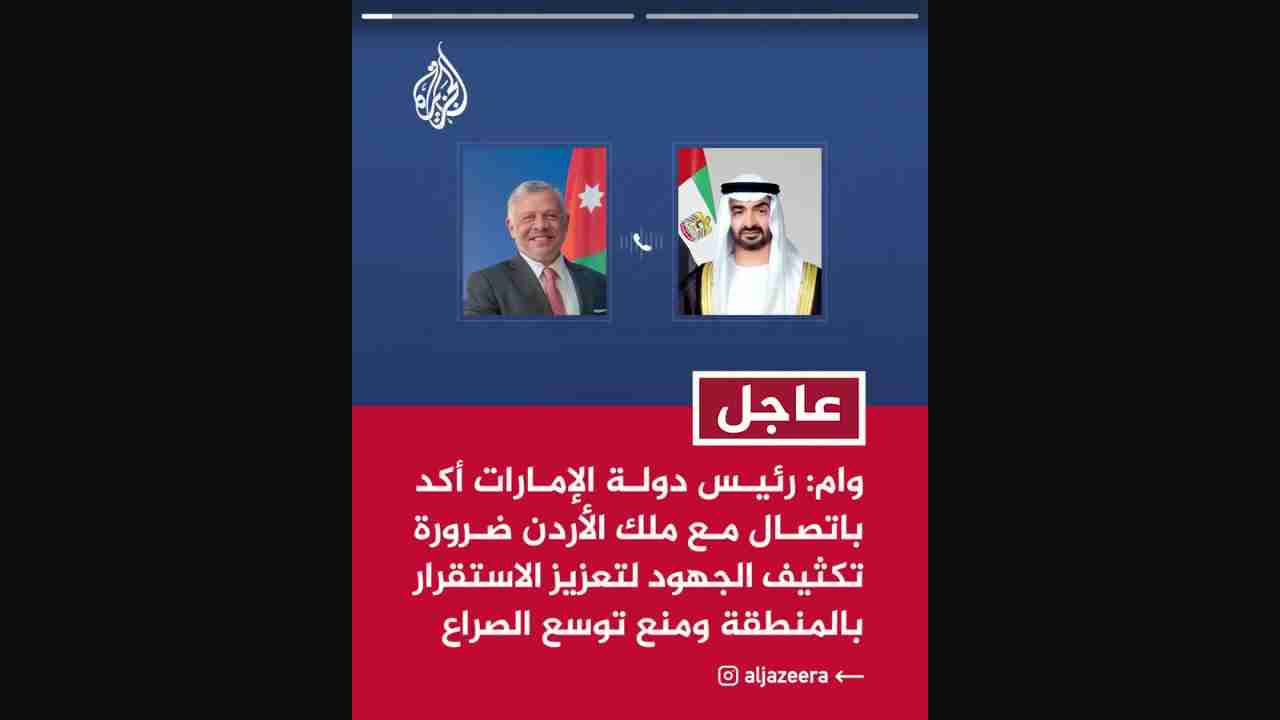 الجزيرة
عاجل
وام: رئيس دولة الإمارات أكد
باتصال مع ملك الأردن ضرورة
تكثيف الجهود لتعزيز الاستقرار
بالمنطقة ومنع توسع الصراع
aljazeera